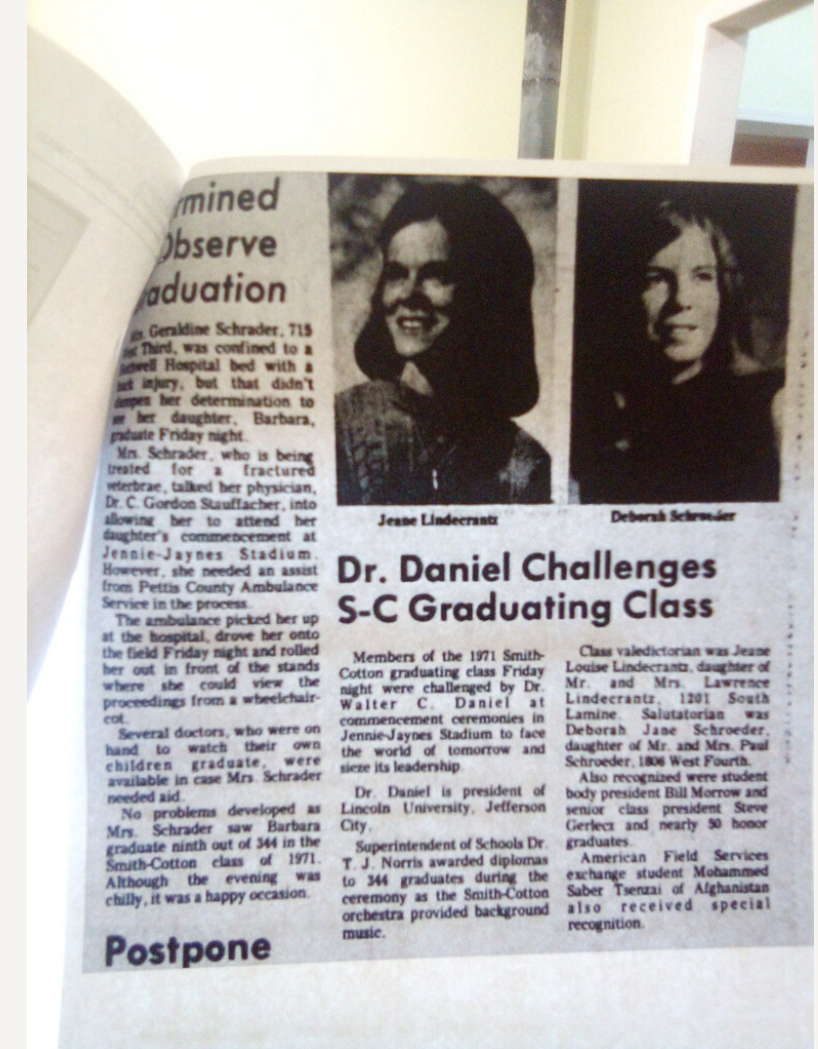 rmined
Observe
aduation
Mrs. Geraldine Schrader, 715
Third, was confined to a
Hospital bed with a
injury, but that didn't
her determination to
see her daughter, Barbara,
graduate Friday night.
Mrs. Schrader, who is being
treated for a fractured
veterbrae, talked her physician,
Dr. C. Gordon Stauffacher, into
allowing her to attend her
daughter's commencement at
Jennie-Jaynes Stadium.
However, she needed an assist
from Pettis County Ambulance
Service in the process.
The ambulance picked her up
at the hospital, drove her onto
the field Friday night and rolled
her out in front of the stands
where she could view the
proceedings from a wheelchair-
cot.
Several doctors, who were on
hand to watch their own
children graduate, were
available in case Mrs. Schrader
needed aid.
No problems developed as
Mrs. Schrader saw Barbara
graduate ninth out of 344 in the
Smith-Cotton class of 1971.
Although the evening was
chilly, it was a happy occasion.
Postpone
Jeane Lindecrantz
Deborah Schroeder
Dr. Daniel Challenges
S-C Graduating Class
Members of the 1971 Smith-
Cotton graduating class Friday
night were challenged by Dr.
Walter C. Daniel at
commencement ceremonies in
Jennie-Jaynes Stadium to face
the world of tomorrow and
sieze its leadership.
Dr. Daniel is president of
Lincoln University, Jefferson
City.
Superintendent of Schools Dr.
T. J. Norris awarded diplomas
to 344 graduates during the
ceremony as the Smith-Cotton
orchestra provided background
music.
Class valedictorian was Jeane
Louise Lindecrantz, daughter of
Mr. and Mrs. Lawrence
Lindecrantz, 1201 South
Lamine. Salutatorian was
Deborah Jane Schroeder,
daughter of Mr. and Mrs. Paul
Schroeder, 1806 West Fourth.
Also recognized were student
body president Bill Morrow and
senior class president Steve
Gerlecz and nearly 50 honor
graduates.
American Field Services
exchange student Mohammed
Saber Tsenzai of Afghanistan
also received special
recognition.